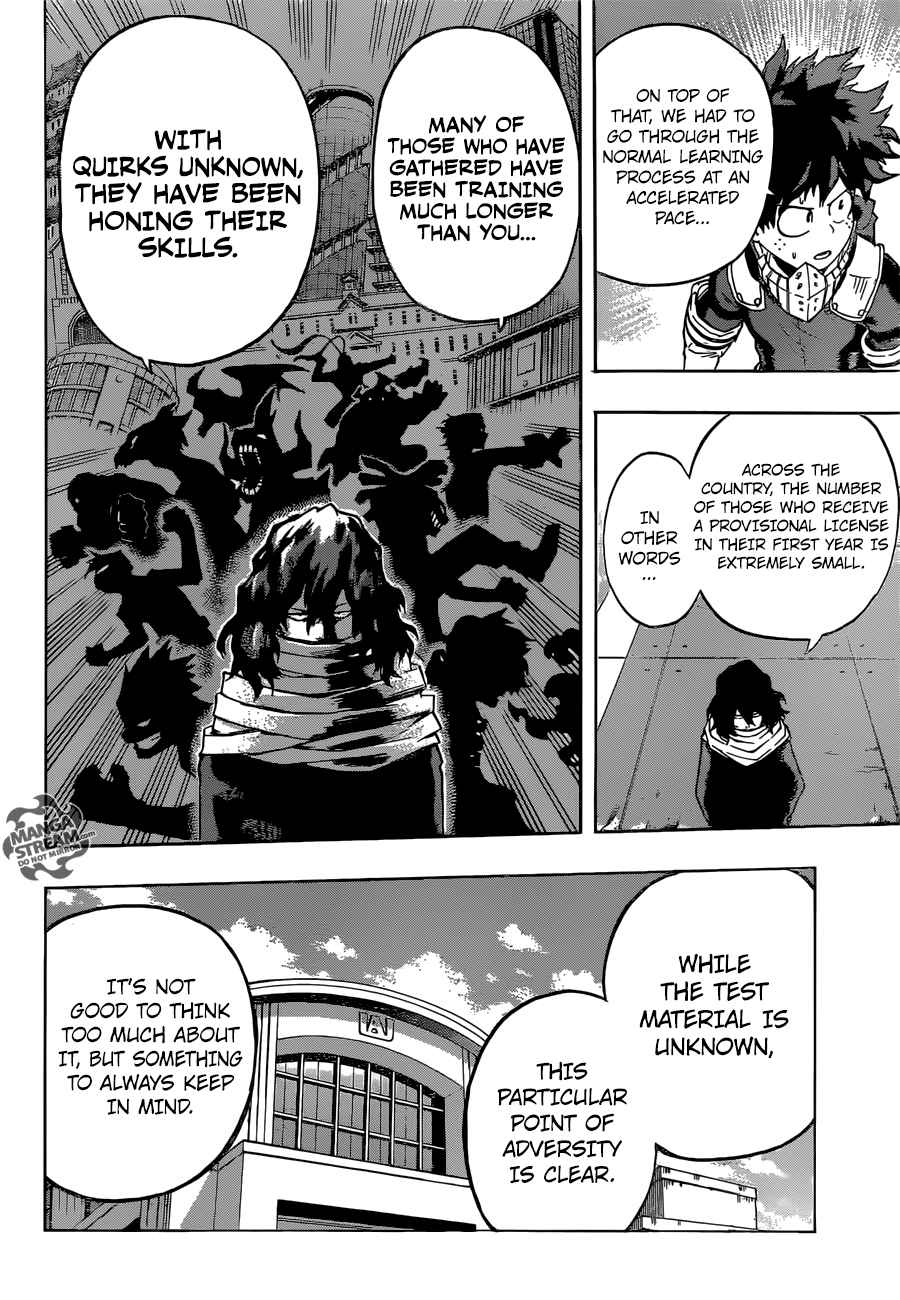 ON TOP OF
THAT, WE HAD TO
GO THROUGH THE
NORMAL LEARNING
PROCESS AT AN
ACCELERATED
PACE...
ACROSS THE
COUNTRY, THE NUMBER
OF THOSE WHO RECEIVE
A PROVISIONAL LICENSE
IN THEIR FIRST YEAR IS
EXTREMELY SMALL.
IN
OTHER
WORDS
...
MANY OF
THOSE WHO HAVE
GATHERED HAVE
BEEN TRAINING
MUCH LONGER
THAN YOU...
WITH
QUIRKS UNKNOWN,
THEY HAVE BEEN
HONING THEIR
SKILLS.
MANGA
STREAM.com
DO NOT MIRROR
WHILE
THE TEST
MATERIAL IS
UNKNOWN,
THIS
PARTICULAR
POINT OF
ADVERSITY
IS CLEAR.
IT'S NOT
GOOD TO THINK
TOO MUCH ABOUT
IT, BUT SOMETHING
TO ALWAYS KEEP
IN MIND.